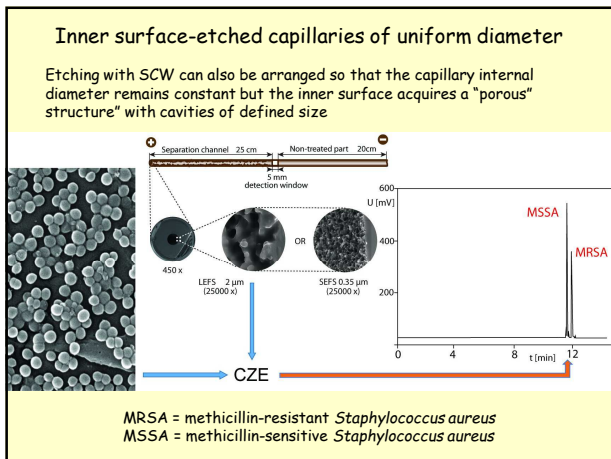 Inner surface-etched capillaries of uniform diameter
Etching with SCW can also be arranged so that the capillary internal
diameter remains constant but the inner surface acquires a “porous”
structure” with cavities of defined size
+
−
Separation channel 25 cm
Non-treated part 20cm
5 mm
detection window
450 x
OR
LEFS 2 µm
(25000 x)
SEFS 0.35 µm
(25000 x)
CZE
600
U [mV]
400
200
0
4
8
12
t [min]
MSSA
MRSA
MRSA = methicillin-resistant Staphylococcus aureus
MSSA = methicillin-sensitive Staphylococcus aureus